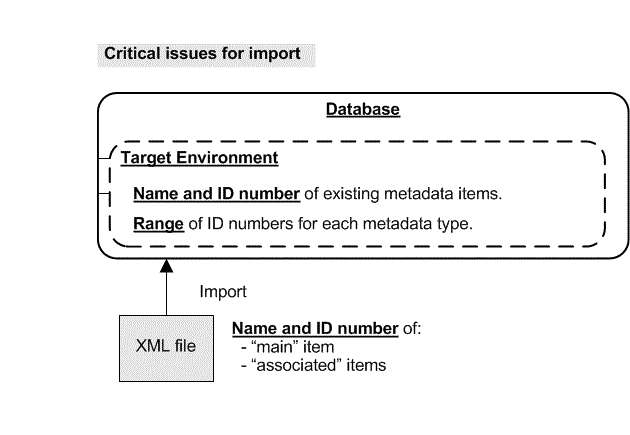 Critical issues for import
Database
Target Environment
Name and ID number of existing metadata items.
Range of ID numbers for each metadata type.
Import
XML file
Name and ID number of:
- “main” item
- “associated” items